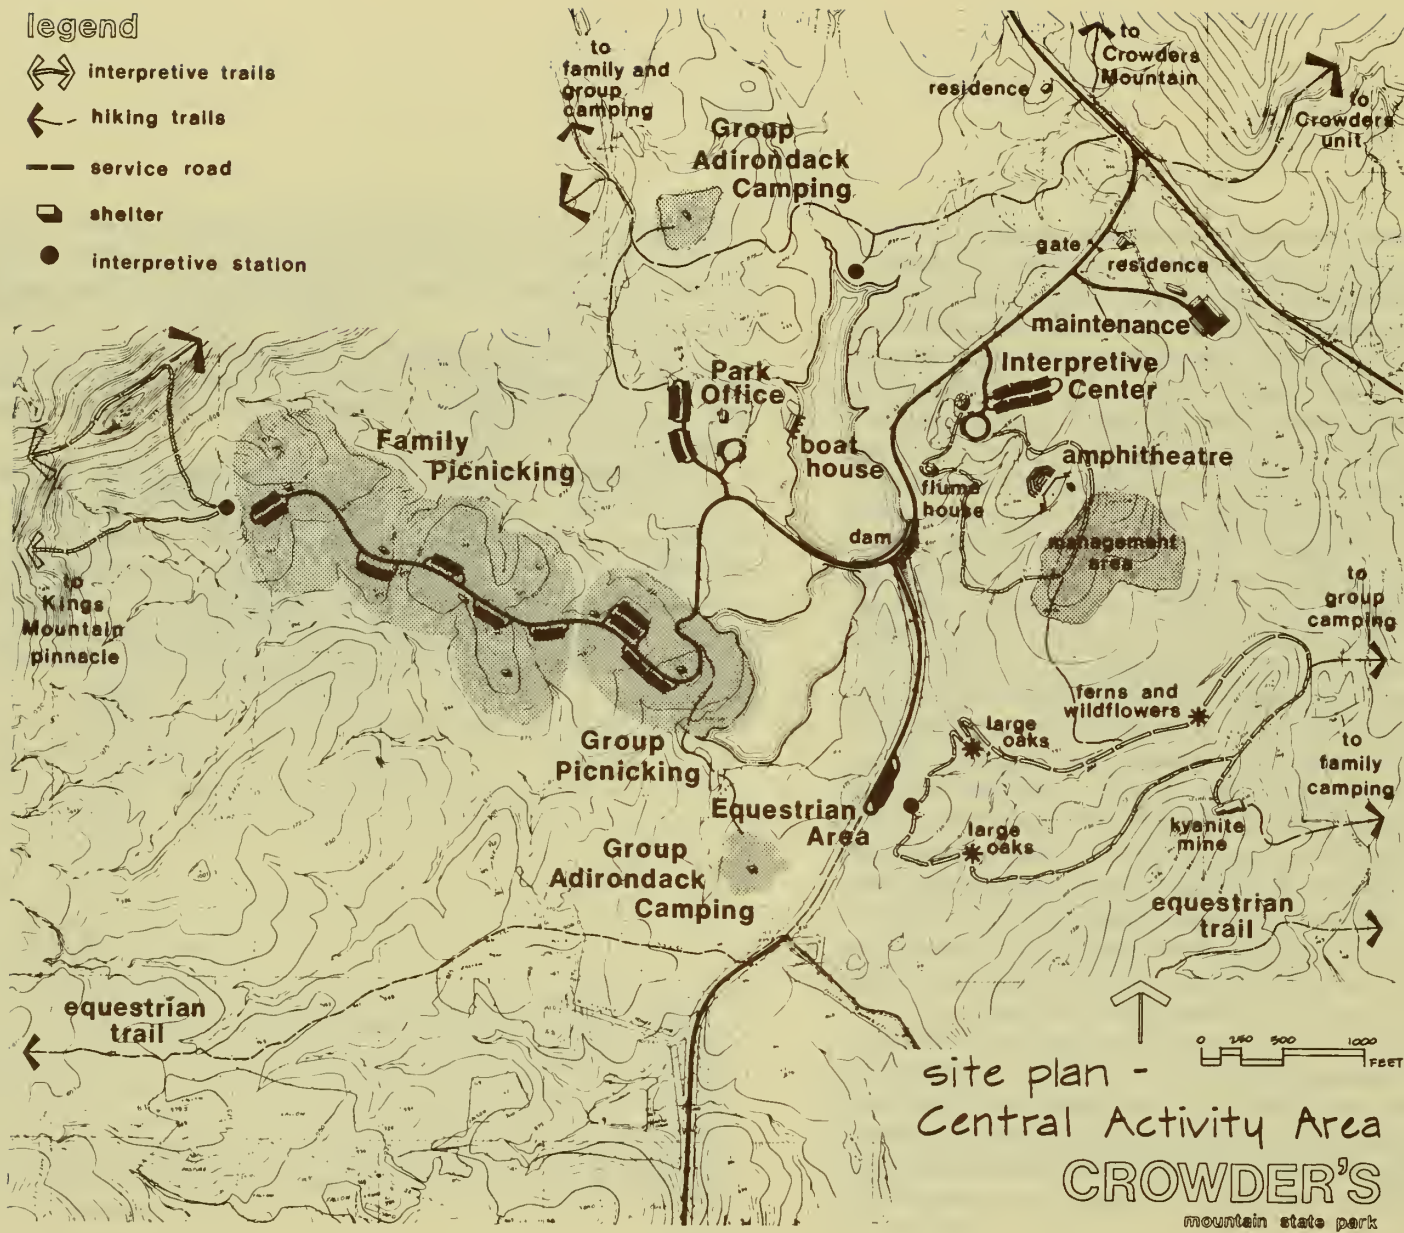 legend
interpretive trails
hiking trails
service road
shelter
interpretive station
to
family and
group
camping
Group
Adirondack
Camping
residence
to
Crowders
Mountain
to
Crowders
unit
gate
residence
maintenance
Interpretive
Center
Park
Office
boat
house
amphitheatre
flume
house
dam
management
area
Family
Picnicking
to
Kings
Mountain
pinnacle
to
group
camping
ferns and
wildflowers
large
oaks
Group
Picnicking
to
family
camping
Equestrian
Area
large
oaks
kyanite
mine
Group
Adirondack
Camping
equestrian
trail
equestrian
trail
0 250 500 1000
FEET
site plan -
Central Activity Area
CROWDER'S
mountain state park